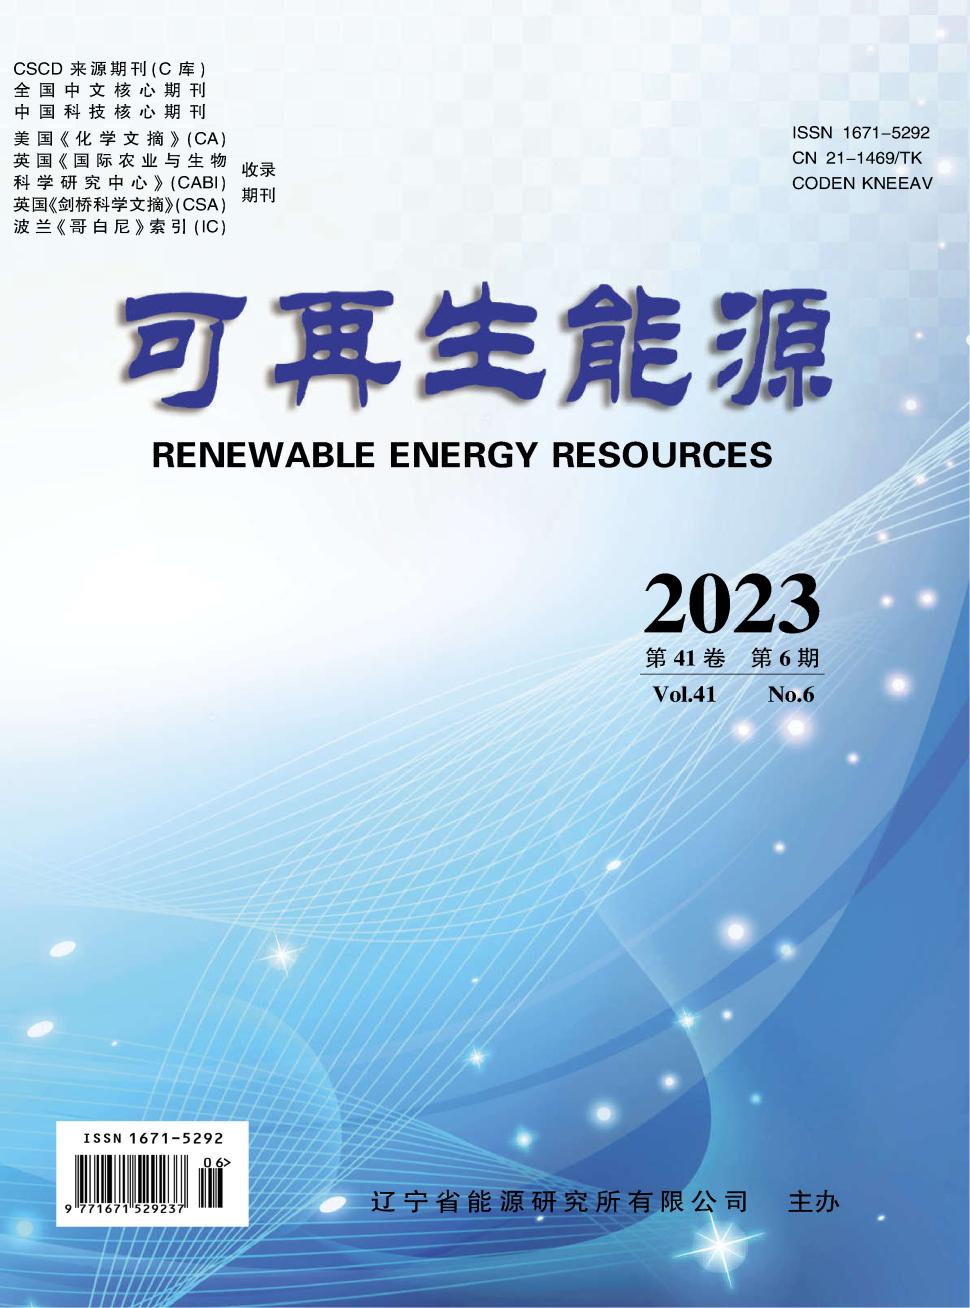 CSCD 来源期刊(C 库)
全国中文核心期刊
中国科技核心期刊
美国《化学文摘》(CA)
英国《国际农业与生物
科学研究中心》(CABI)
英国《剑桥科学文摘》(CSA)
波兰《哥白尼》索引(IC)
收录
期刊
ISSN 1671-5292
CN 21-1469/TK
CODEN KNEEAV
可再生能源
RENEWABLE ENERGY RESOURCES
2023
第 41 卷 第 6 期
Vol.41 No.6
ISSN 1671-5292
06>
9 771671 529237
辽宁省能源研究所有限公司 主办